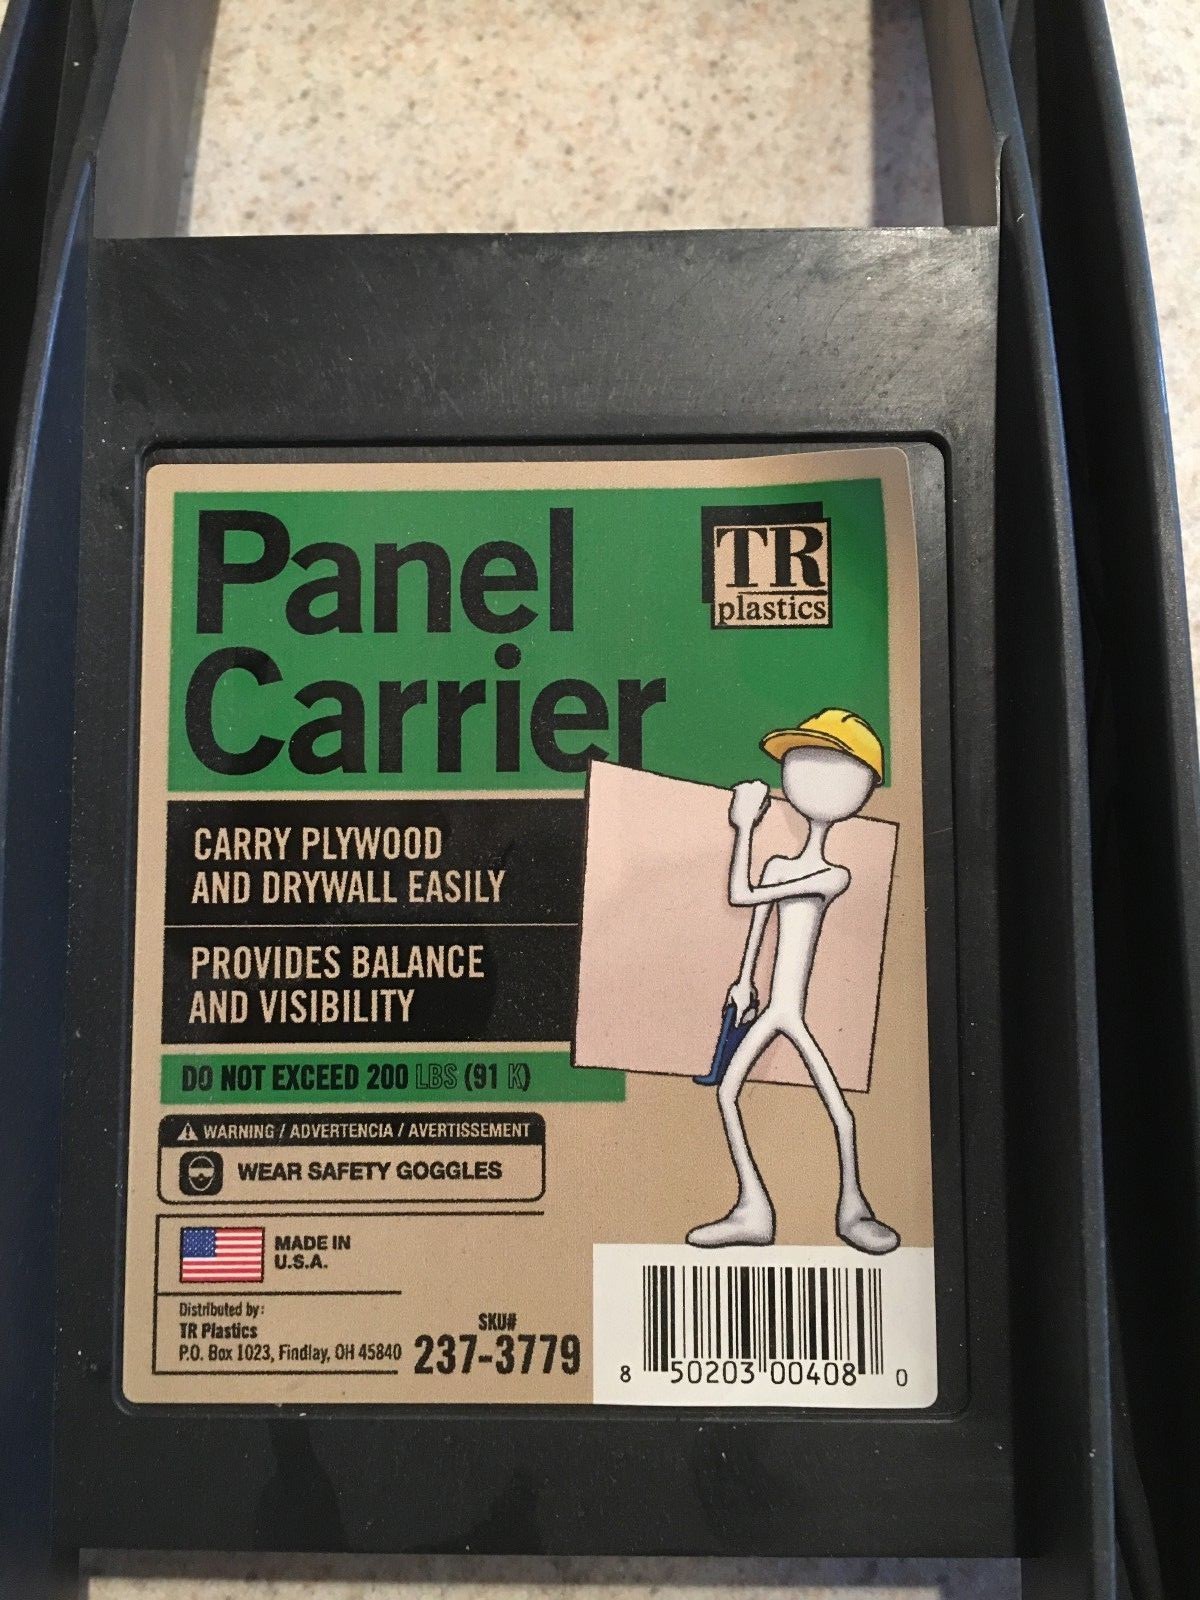 Panel
Carrier
TR
plastics
CARRY PLYWOOD
AND DRYWALL EASILY
PROVIDES BALANCE
AND VISIBILITY
DO NOT EXCEED 200 LBS (91 K)
WARNING / ADVERTENCIA / AVERTISSEMENT
WEAR SAFETY GOGGLES
MADE IN
U.S.A.
Distributed by:
TR Plastics
P.O. Box 1023, Findlay, OH 45840
SKU#
237-3779
8 50203 00408 0